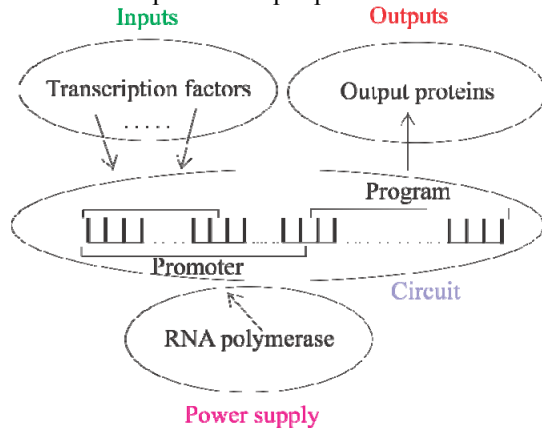 Inputs
Outputs
Transcription factors
.....
Output proteins
Program
Promoter
Circuit
RNA polymerase
Power supply